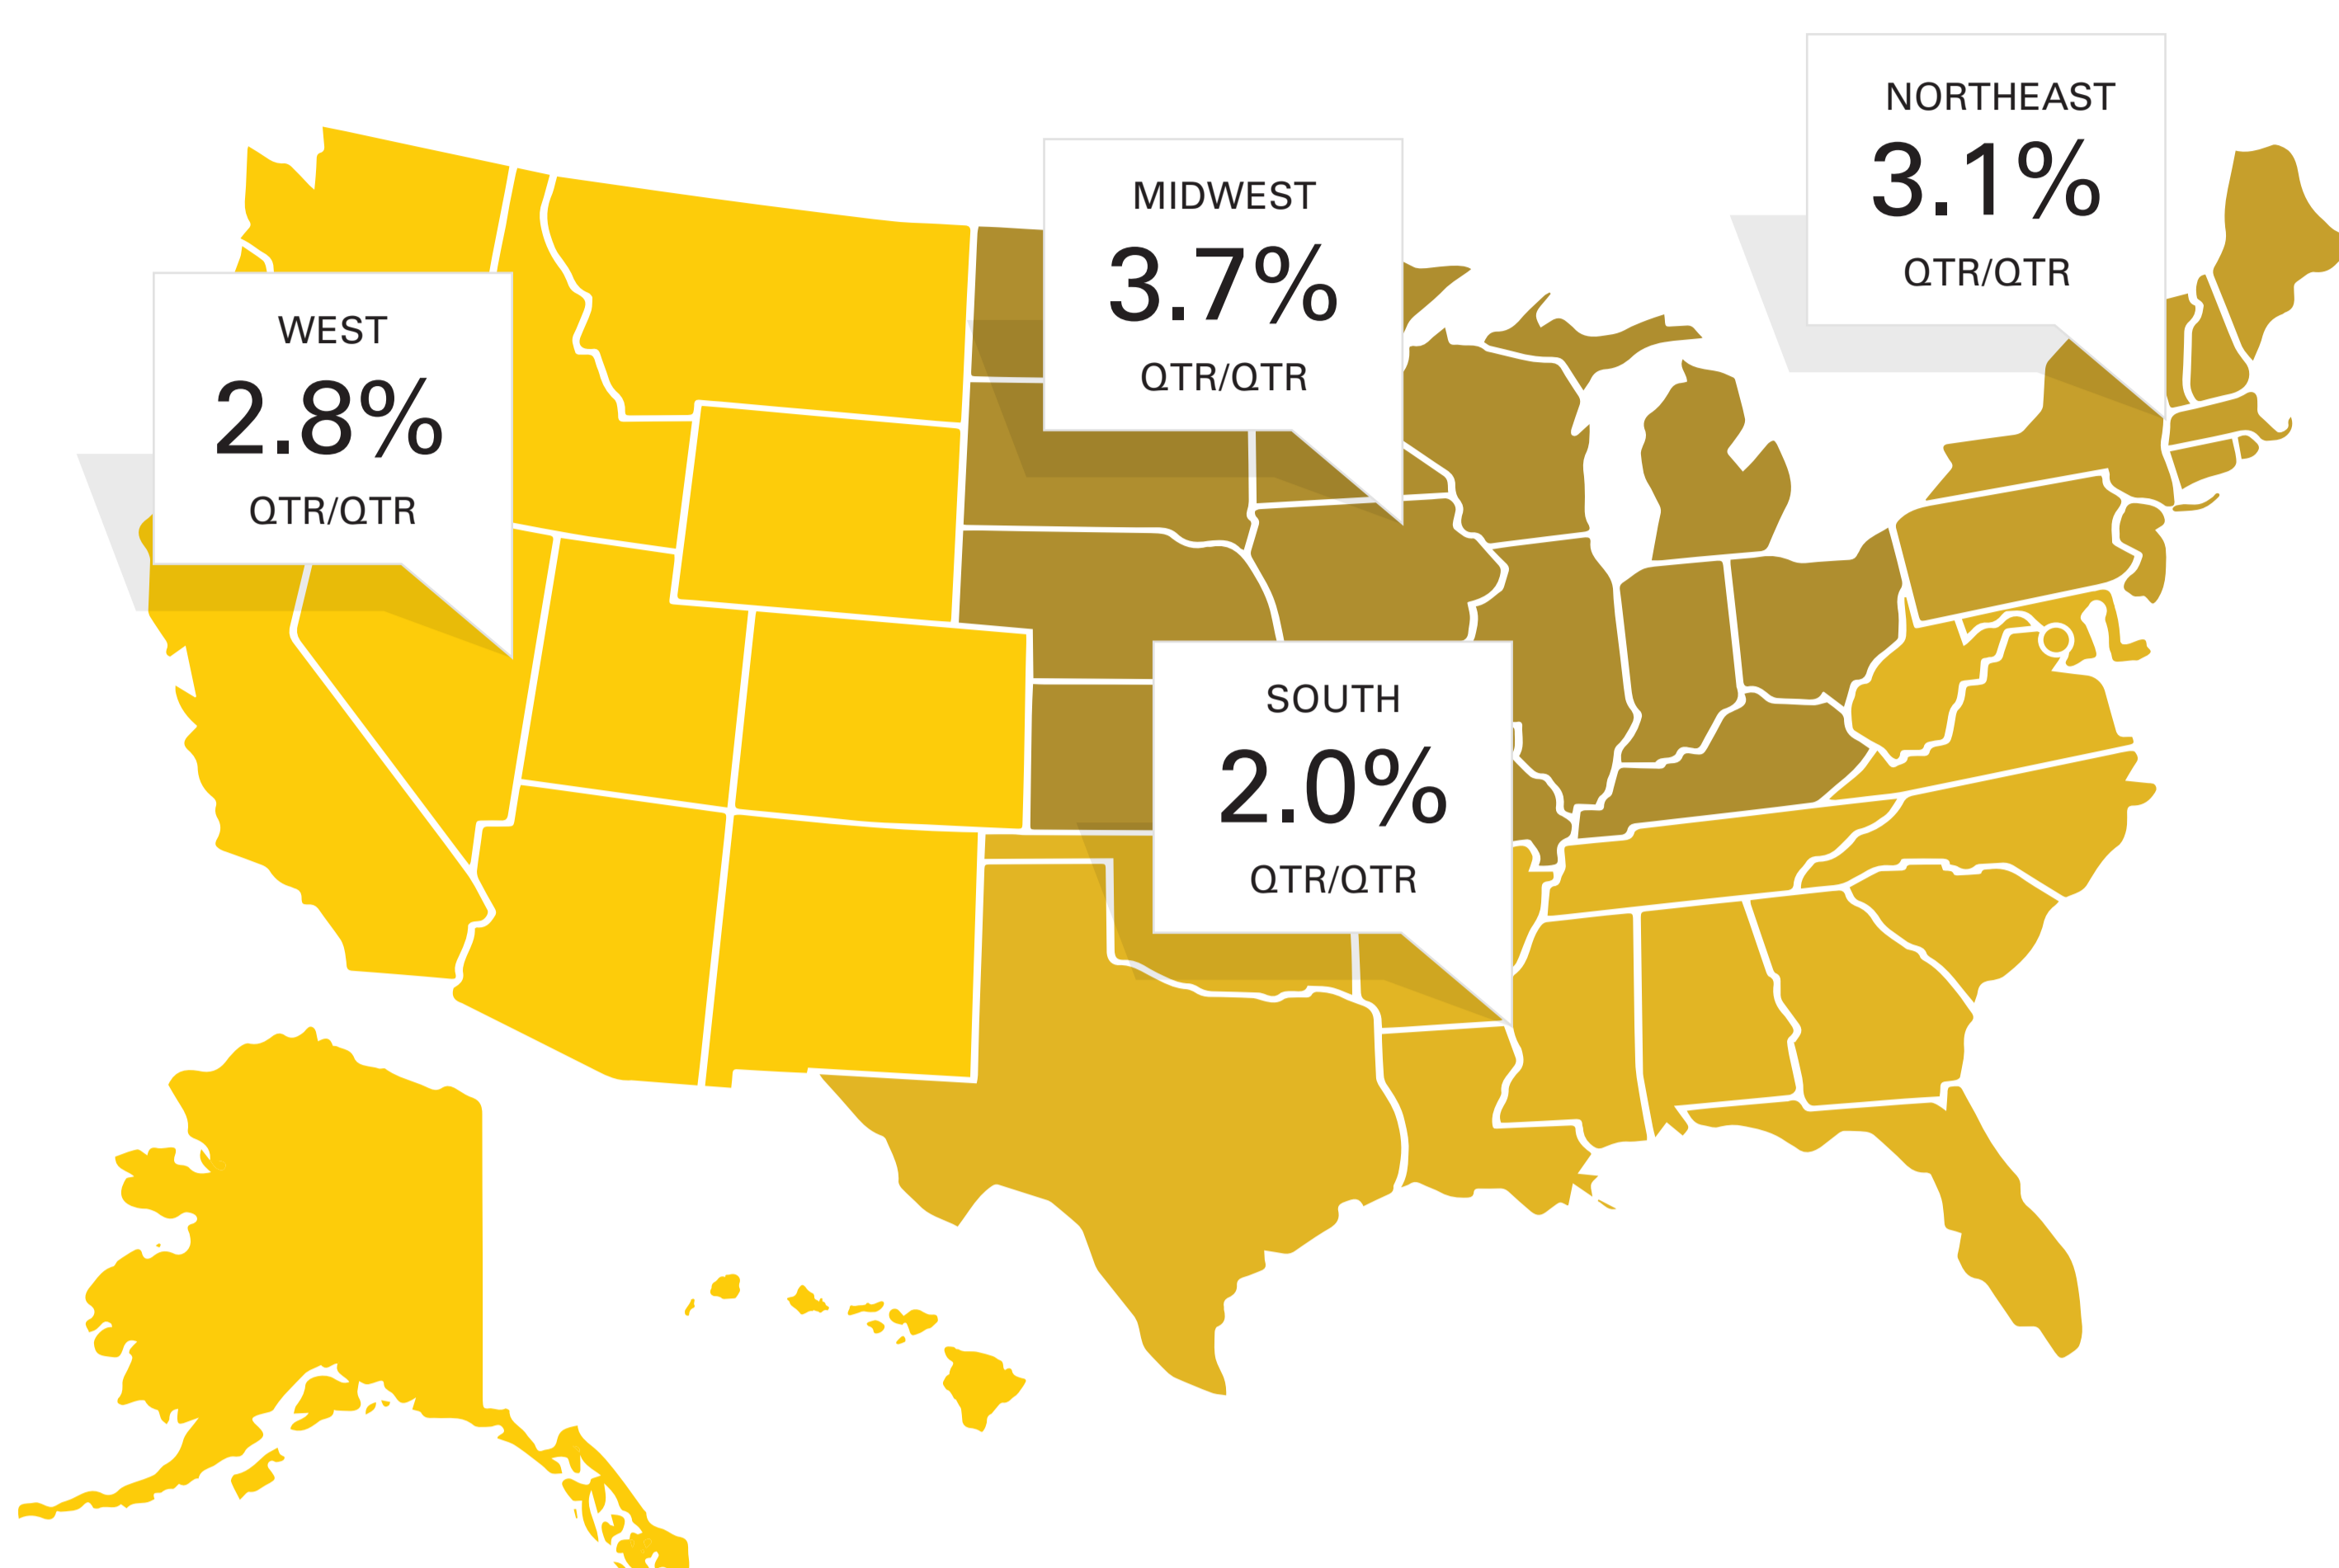 NORTHEAST
3.1%
QTR/QTR
MIDWEST
3.7%
QTR/QTR
WEST
2.8%
QTR/QTR
SOUTH
2.0%
QTR/QTR